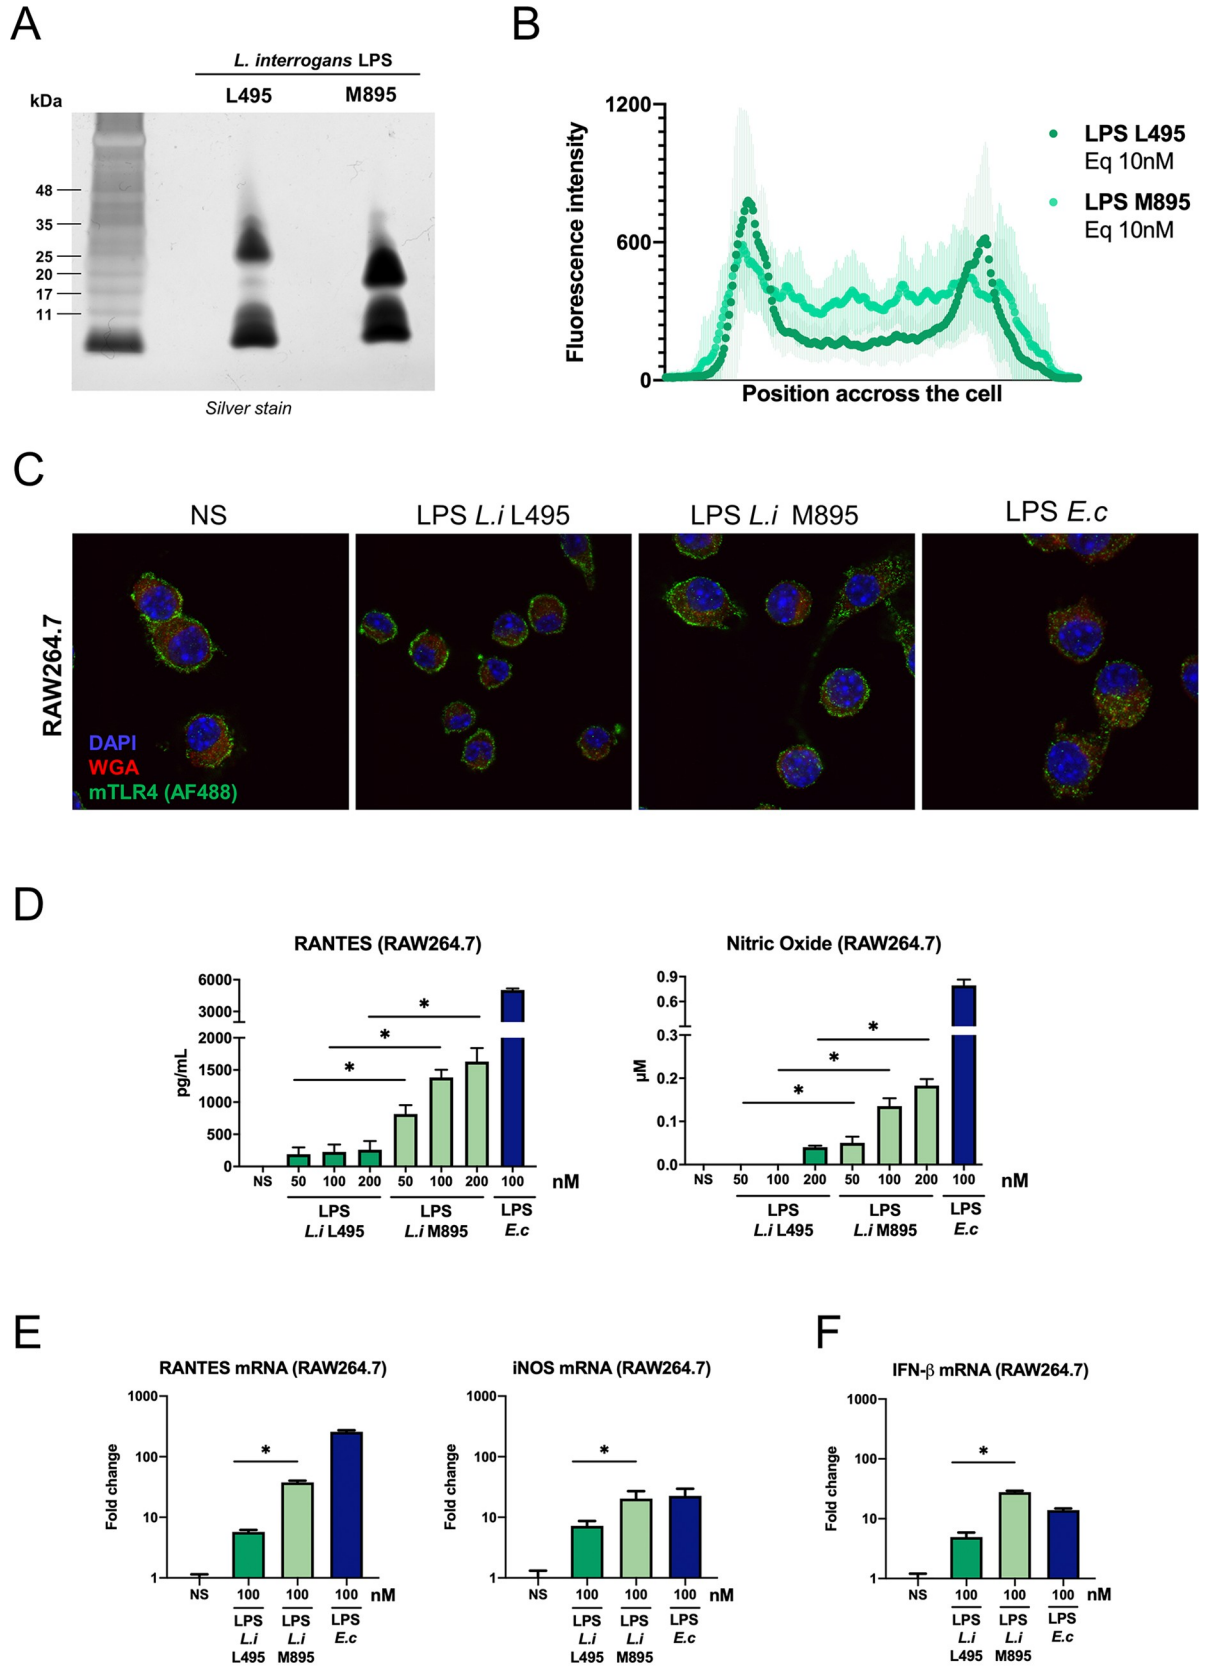 A
L. interrogans LPS
kDa
L495
M895
48
35
25
20
17
11
Silver stain
B
Fluorescence intensity
1200
600
0
Position accross the cell
LPS L495
Eq 10nM
LPS M895
Eq 10nM
C
NS
LPS L.i L495
LPS L.i M895
LPS E.c
RAW264.7
DAPI
WGA
mTLR4 (AF488)
D
RANTES (RAW264.7)
pg/mL
6000
3000
2000
1500
1000
500
0
* * *
NS 50 100 200 50 100 200 100 nM
LPS LPS LPS
L.i L495 L.i M895 E.c
Nitric Oxide (RAW264.7)
µM
0.9
0.6
0.3
0.2
0.1
0.0
* * *
NS 50 100 200 50 100 200 100 nM
LPS LPS LPS
L.i L495 L.i M895 E.c
E
RANTES mRNA (RAW264.7)
Fold change
1000
100
10
1
*
NS 100 100 100 nM
LPS LPS LPS
L.i L.i E.c
L495 M895
iNOS mRNA (RAW264.7)
Fold change
1000
100
10
1
*
NS 100 100 100 nM
LPS LPS LPS
L.i L.i E.c
L495 M895
F
IFN-β mRNA (RAW264.7)
Fold change
1000
100
10
1
*
NS 100 100 100 nM
LPS LPS LPS
L.i L.i E.c
L495 M895